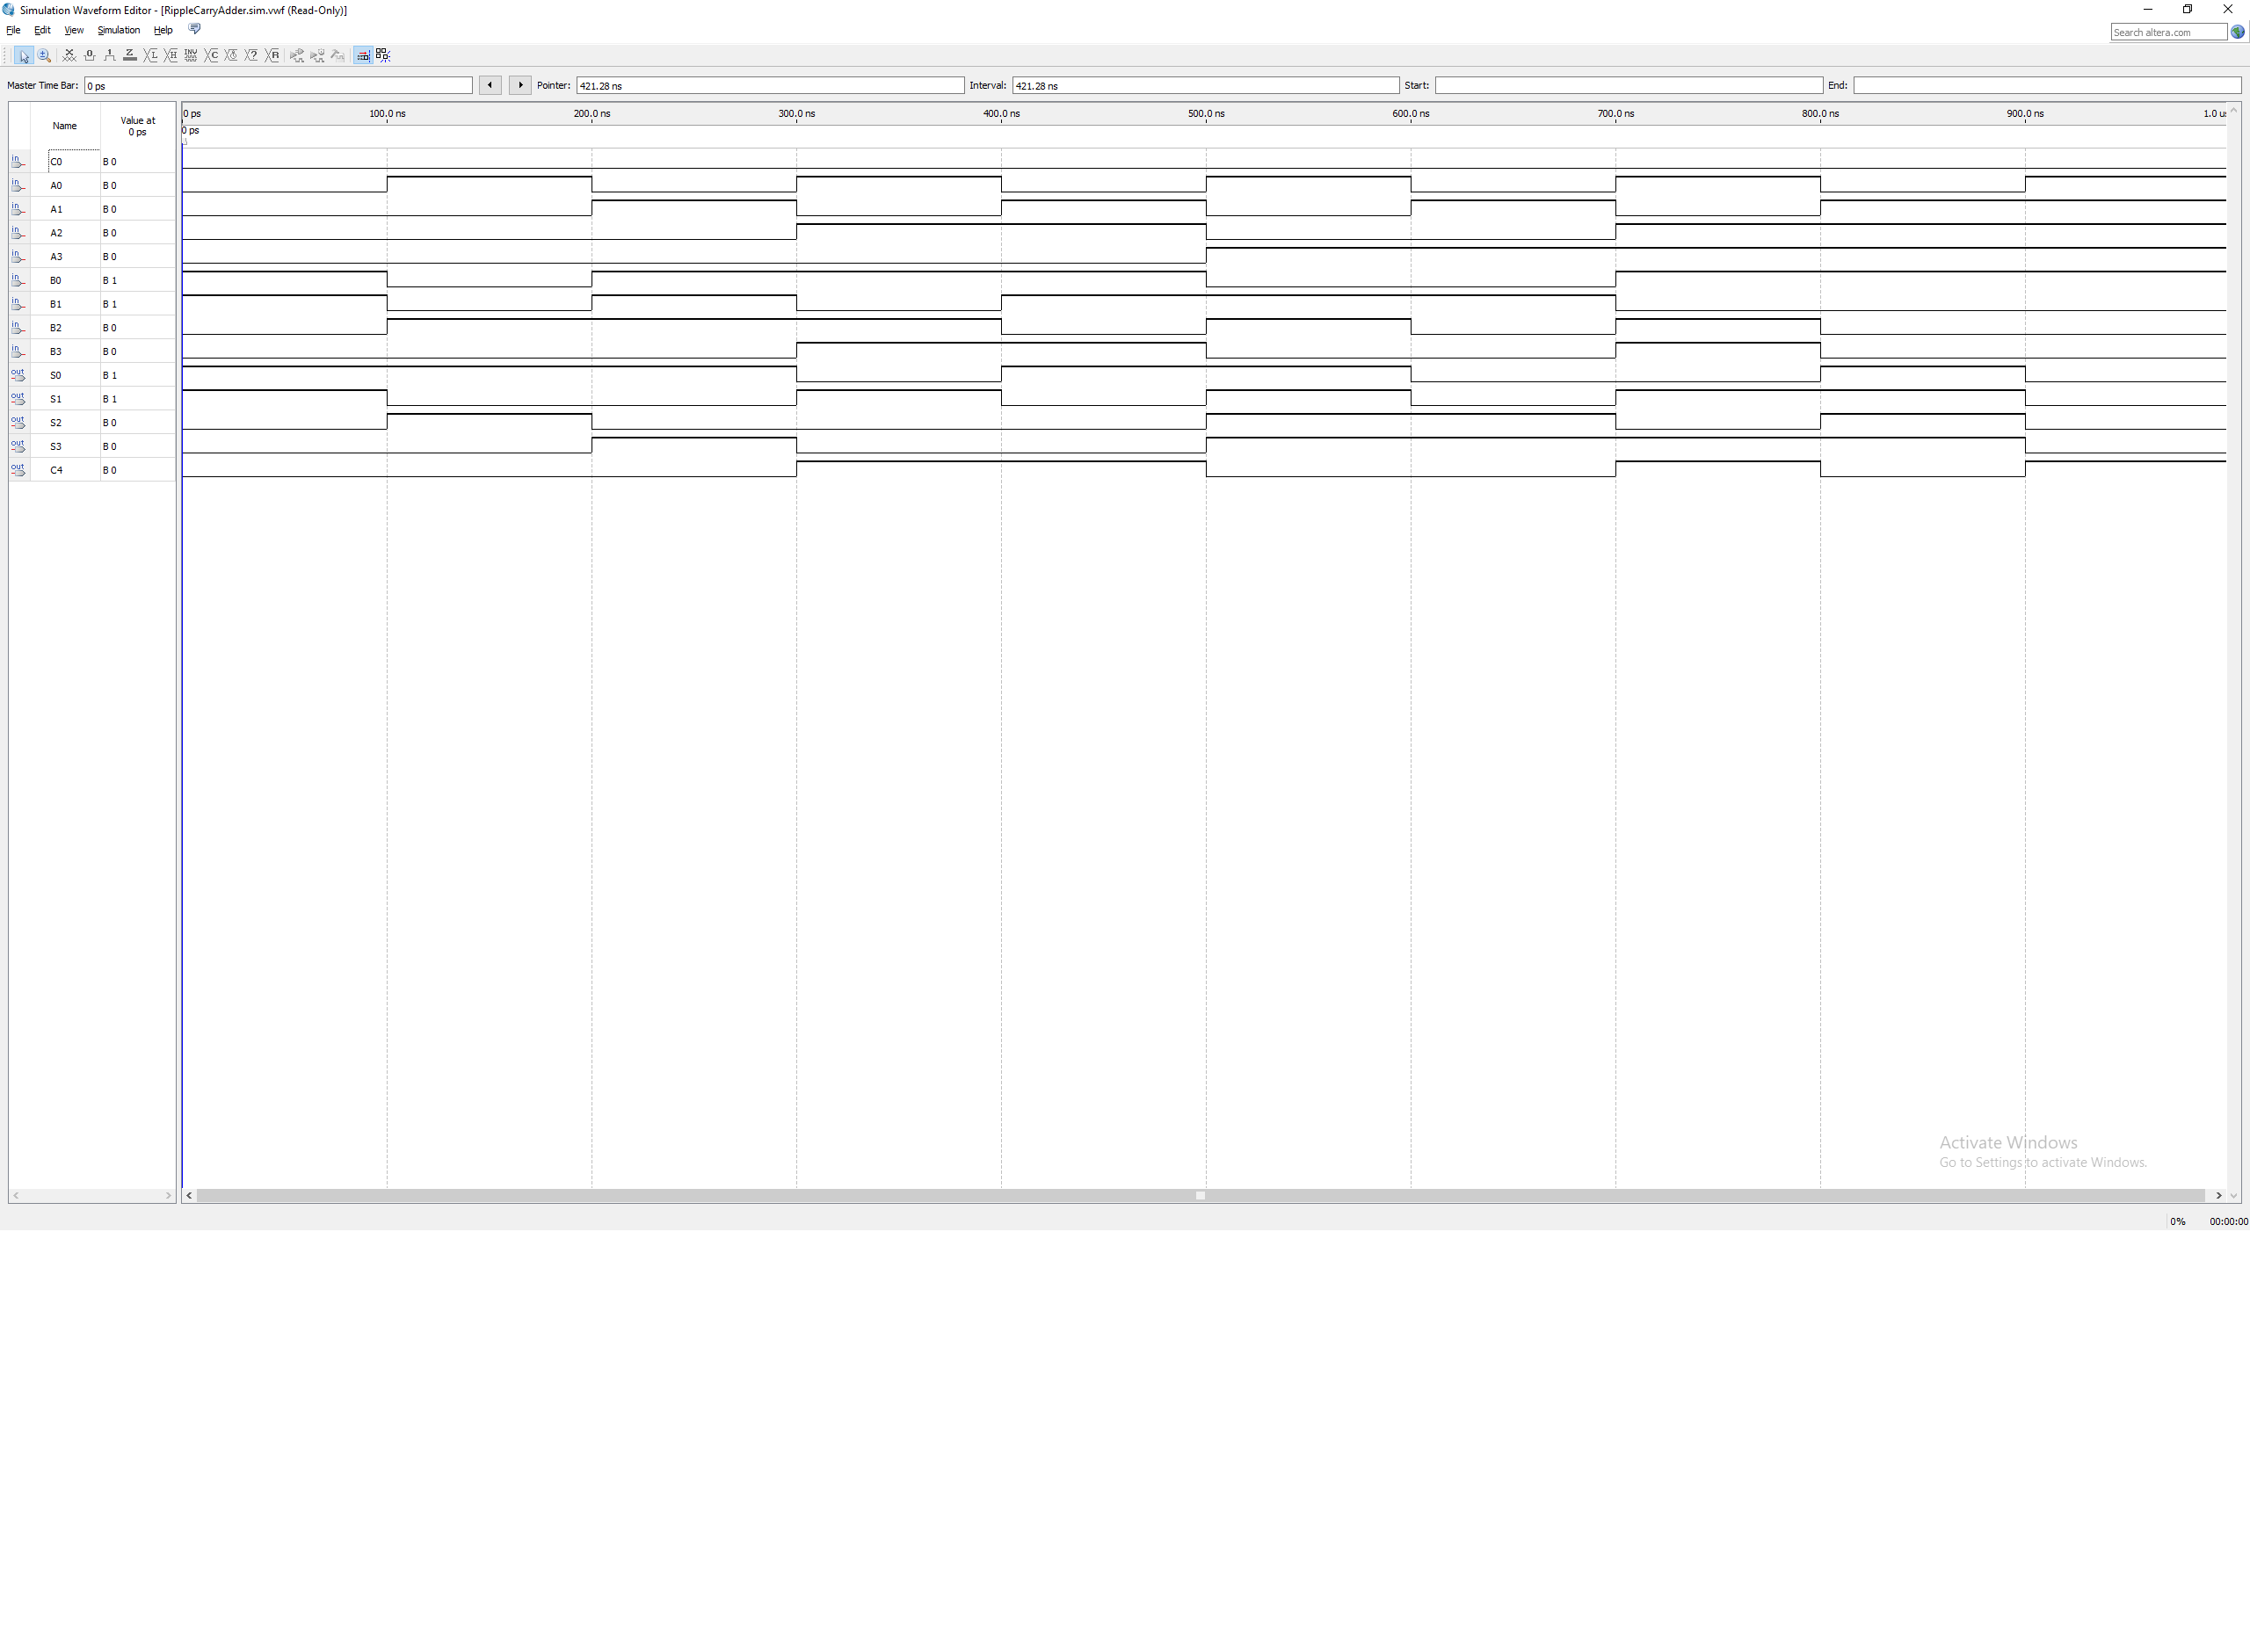 Simulation Waveform Editor - [RippleCarryAdder.sim.vwf (Read-Only)]
File Edit View Simulation Help
Search altera.com
Master Time Bar: 0 ps Pointer: 421.28 ns Interval: 421.28 ns Start: End:
Name Value at 0 ps
0 ps 100.0 ns 200.0 ns 300.0 ns 400.0 ns 500.0 ns 600.0 ns 700.0 ns 800.0 ns 900.0 ns 1.0 us
0 ps
in C0 B 0
in A0 B 0
in A1 B 0
in A2 B 0
in A3 B 0
in B0 B 1
in B1 B 1
in B2 B 0
in B3 B 0
out S0 B 1
out S1 B 1
out S2 B 0
out S3 B 0
out C4 B 0
Activate Windows
Go to Settings to activate Windows.
0% 00:00:00